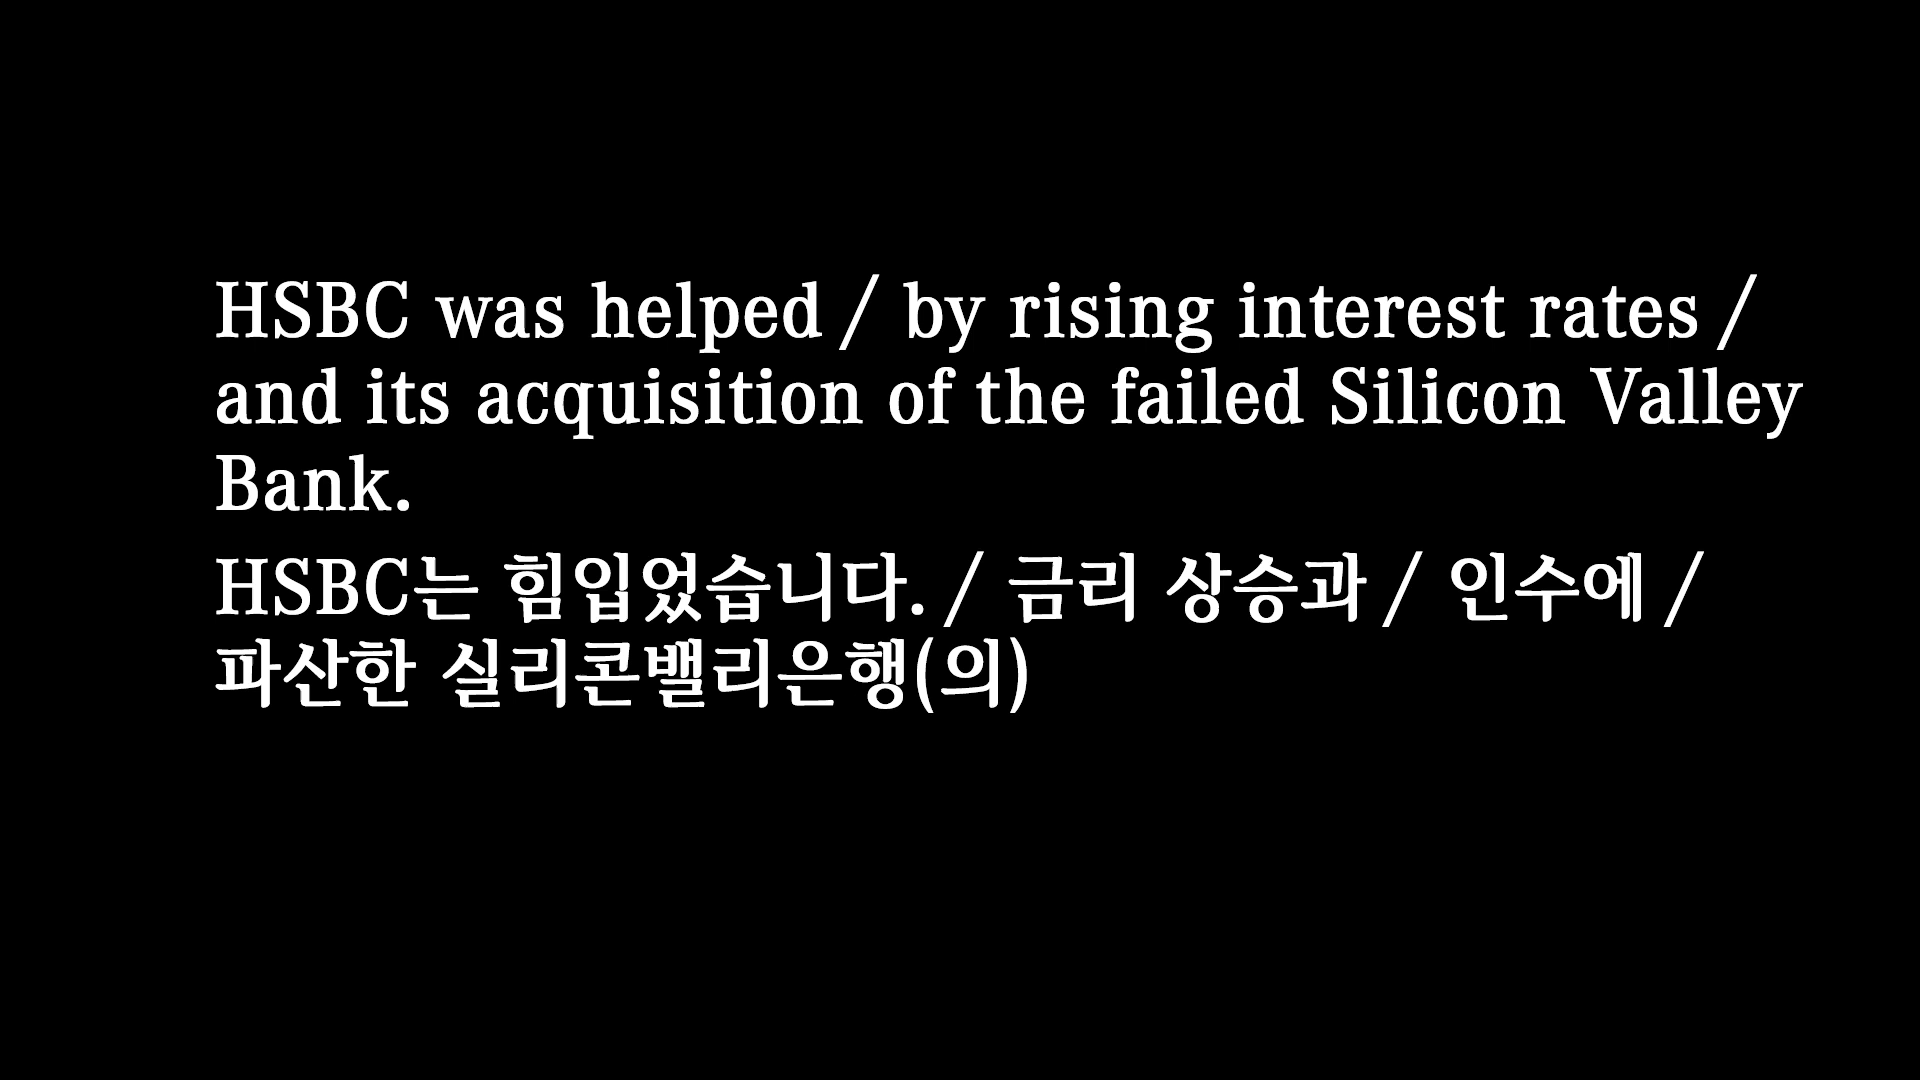 HSBC was helped / by rising interest rates /
and its acquisition of the failed Silicon Valley
Bank.
HSBC는 힘입었습니다. / 금리 상승과 / 인수에 /
파산한 실리콘밸리은행(의)